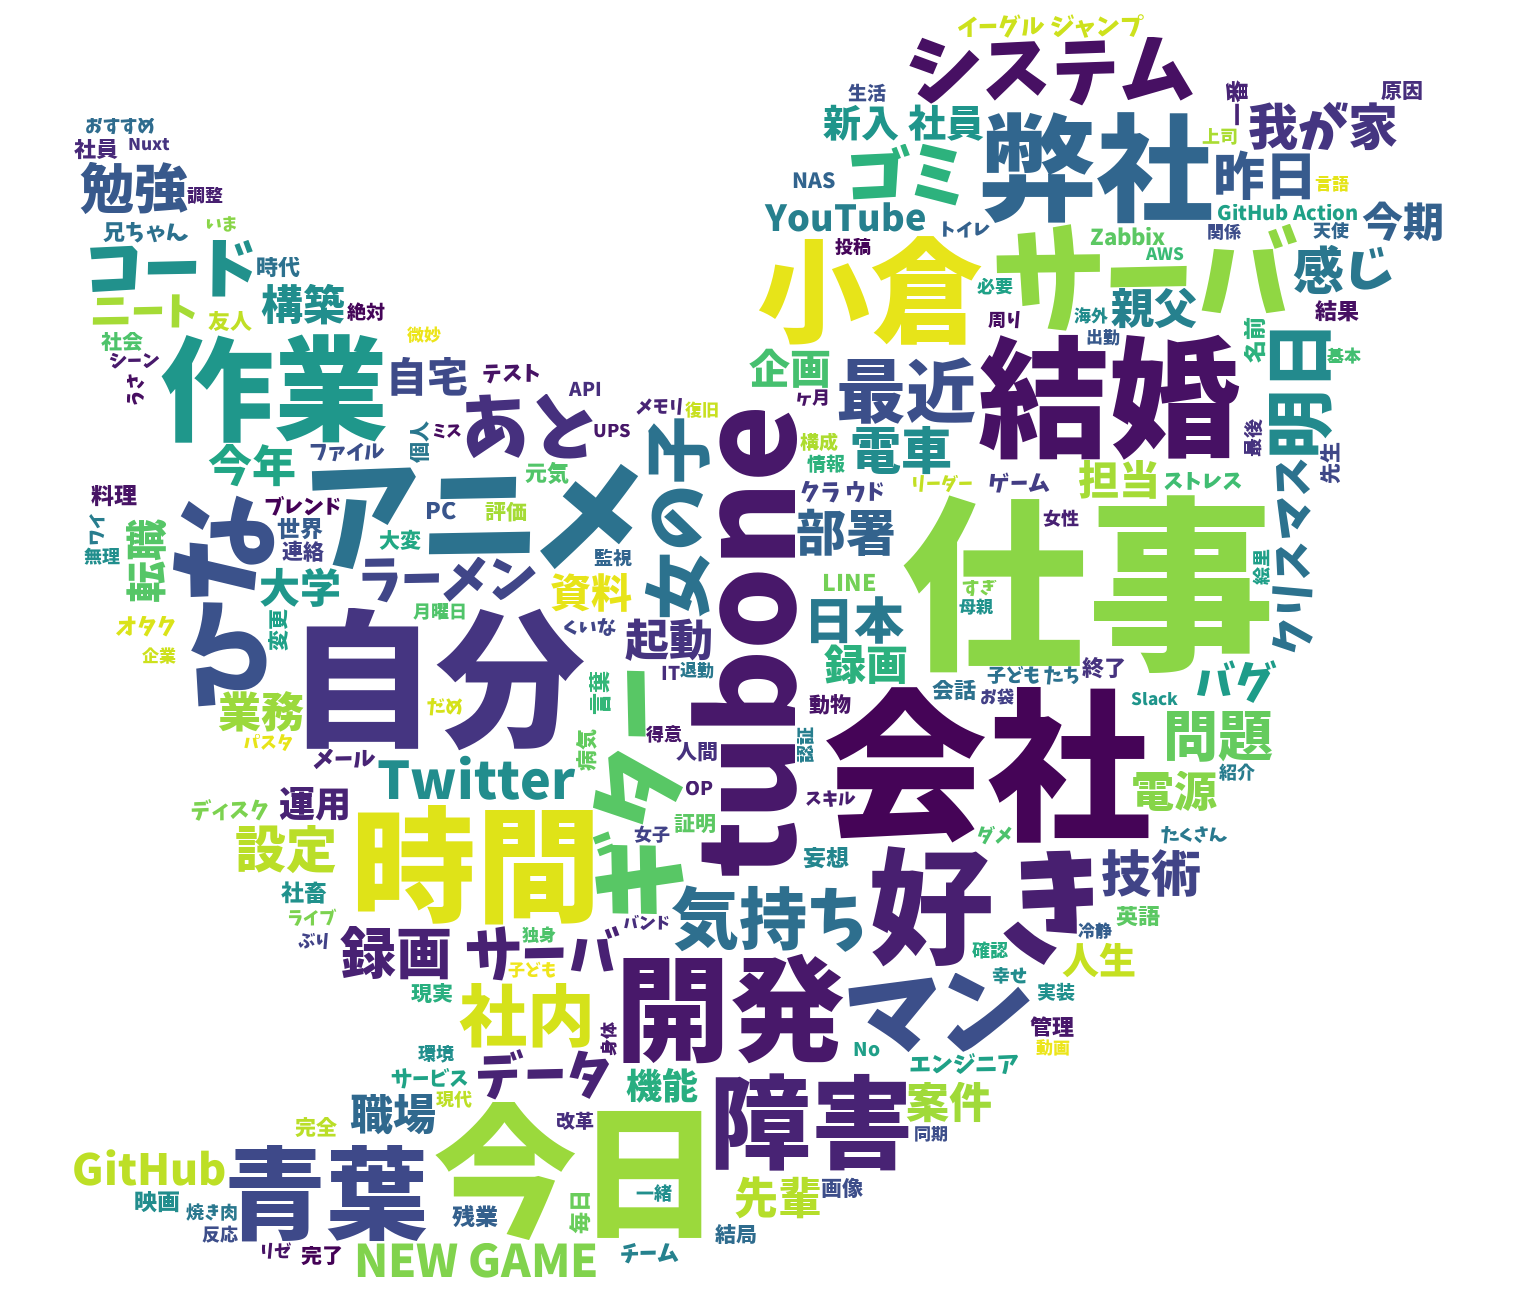 イーグル ジャンプ
システム
生活
一番
原因
おすすめ
社員
Nuxt
新入 社員
弊社
上司
我が家
勉強
調整
NAS
ゴミ
昨日
言語
兄ちゃん
いま
YouTube
トイレ
GitHub Action
関係
天使
今期
コード
時代
投稿
小倉
サーバ
Zabbix
AWS
感じ
ニート
友人
構築
絶対
必要
周り
海外
親父
出勤
結果
社会
シーン
うさ
作業
微妙
自宅
テスト
API
企画
ケ月
最近
結婚
名前
明日
基本
あと
ミス
個人
UPS
メモリ
復旧
女の子
tubone
構成
情報
電車
最後
先生
今年
ファイル
アニメ
元気
クラウド
リーダー
ゲーム
担当
ストレス
料理
ブレンド
ワイ
無理
転職
らな
世界
連絡
大変
PC
評価
監視
部署
仕事
女性
クリスマス
絵里
大学
ラーメン
資料
LINE
すぎ
母親
オタク
企業
変更
月曜日
自分
くいな
起動
IT
退勤
日本
録画
子どもたち
終了
バグ
業務
パスタ
だめ
言葉
ギター
得意
人間
動物
会話
お袋
Slack
会社
問題
メール
Twitter
病気
認証
OP
スキル
紹介
電源
ディスク
運用
時間
女子
証明
ダメ
たくさん
設定
社畜
妄想
好き
技術
ライブ
ぶり
録画
サーバ
独身
子ども
バンド
気持ち
冷静
英語
確認
人生
現実
社内
身体
開発
マン
幸せ
実装
管理
動画
環境
サービス
データ
機能
No
エンジニア
現代
職場
完全
今日
改革
障害
案件
同期
GitHub
青葉
映画
焼き肉
反応
残業
毎日
一緒
先輩
画像
結局
リゼ
完了
NEW GAME
チーム